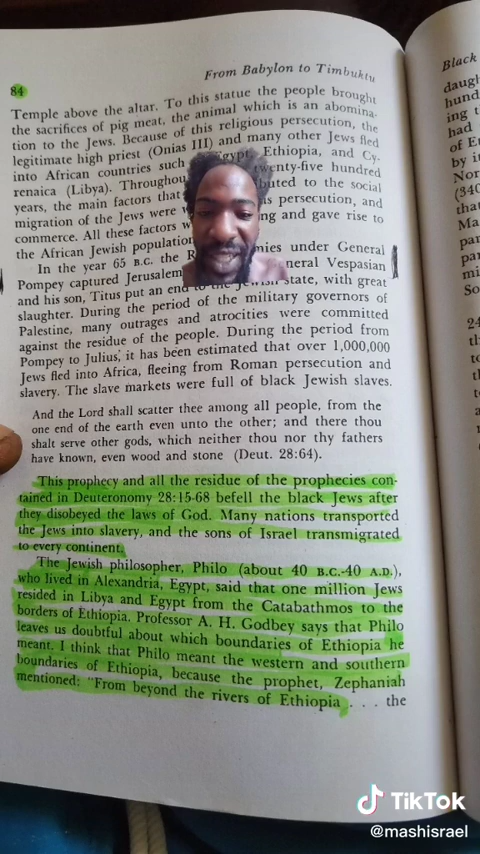 84
From Babylon to Timbuktu
Temple above the altar. To this statue the people brought
the sacrifices of pig meat, the animal which is an abomina-
tion to the Jews. Because of this religious persecution, the
legitimate high priest (Onias III) and many other Jews fled
into African countries such Egypt, Ethiopia, and Cy-
renaica (Libya). Throughou twenty-five hundred
years, the main factors that buted to the social
migration of the Jews were w s persecution, and
commerce. All these factors w ng and gave rise to
the African Jewish population
In the year 65 B.C. the R mies under General
Pompey captured Jerusalem neral Vespasian
and his son, Titus put an end to the Jewish state, with great
slaughter. During the period of the military governors of
Palestine, many outrages and atrocities were committed
against the residue of the people. During the period from
Pompey to Julius, it has been estimated that over 1,000,000
Jews fled into Africa, fleeing from Roman persecution and
slavery. The slave markets were full of black Jewish slaves.
And the Lord shall scatter thee among all people, from the
one end of the earth even unto the other; and there thou
shalt serve other gods, which neither thou nor thy fathers
have known, even wood and stone (Deut. 28:64).
This prophecy and all the residue of the prophecies con-
tained in Deuteronomy 28:15-68 befell the black Jews after
they disobeyed the laws of God. Many nations transported
the Jews into slavery, and the sons of Israel transmigrated
to every continent.
The Jewish philosopher, Philo (about 40 B.C.-40 A.D.),
who lived in Alexandria, Egypt, said that one million Jews
resided in Libya and Egypt from the Catabathmos to the
borders of Ethiopia. Professor A. H. Godbey says that Philo
leaves us doubtful about which boundaries of Ethiopia he
meant. I think that Philo meant the western and southern
boundaries of Ethiopia, because the prophet, Zephaniah
mentioned: "From beyond the rivers of Ethiopia . . . the
Black
daug
hund
ing t
had
of E
by i
Nor
(340
that
Mar
par
par
mi
So
24
TikTok
@mashisrael